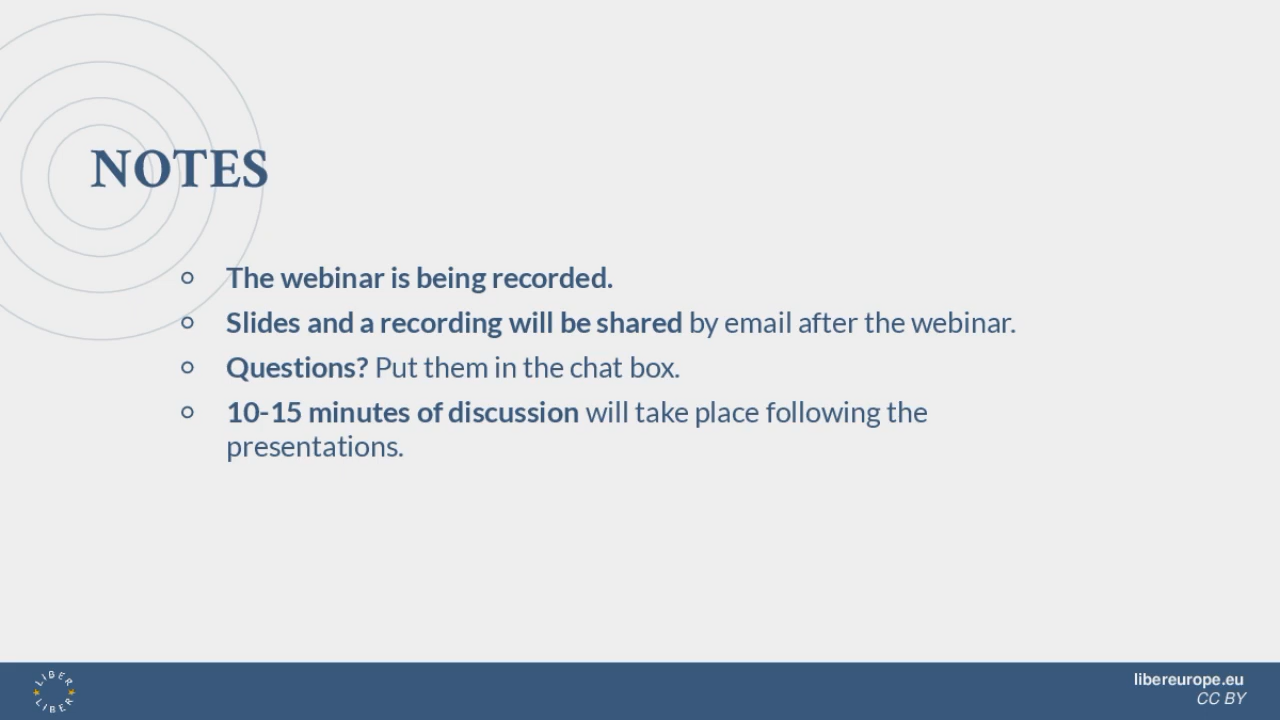 NOTES
The webinar is being recorded.
Slides and a recording will be shared by email after the webinar.
Questions? Put them in the chat box.
10-15 minutes of discussion will take place following the
presentations.
LIBER
LIBER
libereurope.eu
CC BY